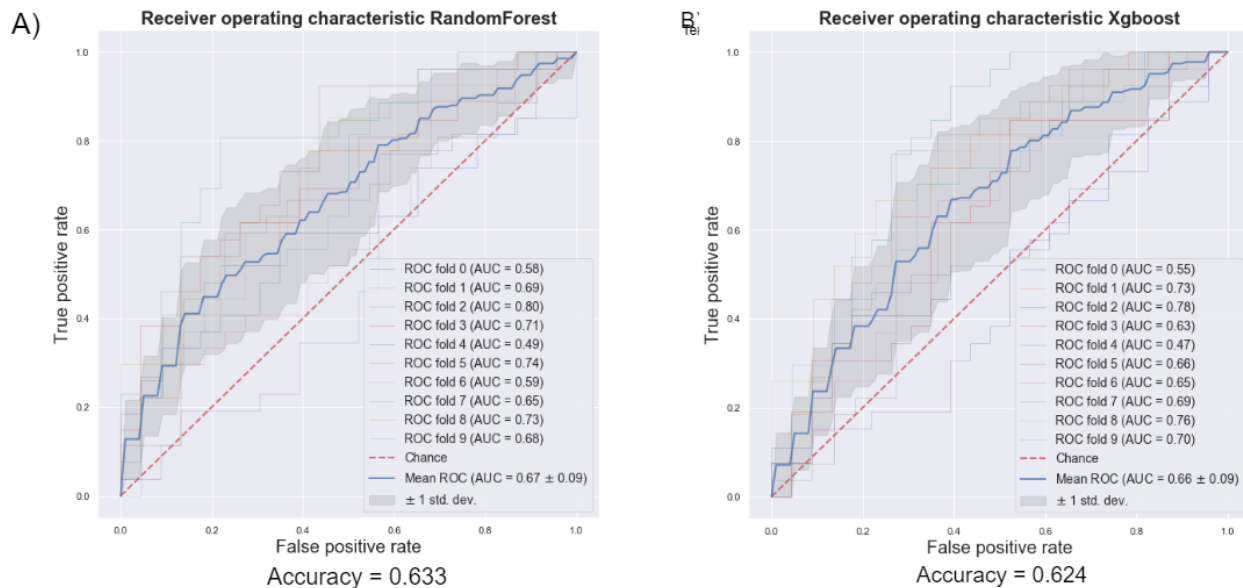 A)
Receiver operating characteristic RandomForest
1.0
0.8
0.6
0.4
0.2
0.0
True positive rate
ROC fold 0 (AUC = 0.58)
ROC fold 1 (AUC = 0.69)
ROC fold 2 (AUC = 0.80)
ROC fold 3 (AUC = 0.71)
ROC fold 4 (AUC = 0.49)
ROC fold 5 (AUC = 0.74)
ROC fold 6 (AUC = 0.59)
ROC fold 7 (AUC = 0.65)
ROC fold 8 (AUC = 0.73)
ROC fold 9 (AUC = 0.68)
Chance
Mean ROC (AUC = 0.67 ± 0.09)
± 1 std. dev.
0.0 0.2 0.4 0.6 0.8 1.0
False positive rate
Accuracy = 0.633
B)
Receiver operating characteristic Xgboost
1.0
0.8
0.6
0.4
0.2
0.0
True positive rate
ROC fold 0 (AUC = 0.55)
ROC fold 1 (AUC = 0.73)
ROC fold 2 (AUC = 0.78)
ROC fold 3 (AUC = 0.63)
ROC fold 4 (AUC = 0.47)
ROC fold 5 (AUC = 0.66)
ROC fold 6 (AUC = 0.65)
ROC fold 7 (AUC = 0.69)
ROC fold 8 (AUC = 0.76)
ROC fold 9 (AUC = 0.70)
Chance
Mean ROC (AUC = 0.66 ± 0.09)
± 1 std. dev.
0.0 0.2 0.4 0.6 0.8 1.0
False positive rate
Accuracy = 0.624